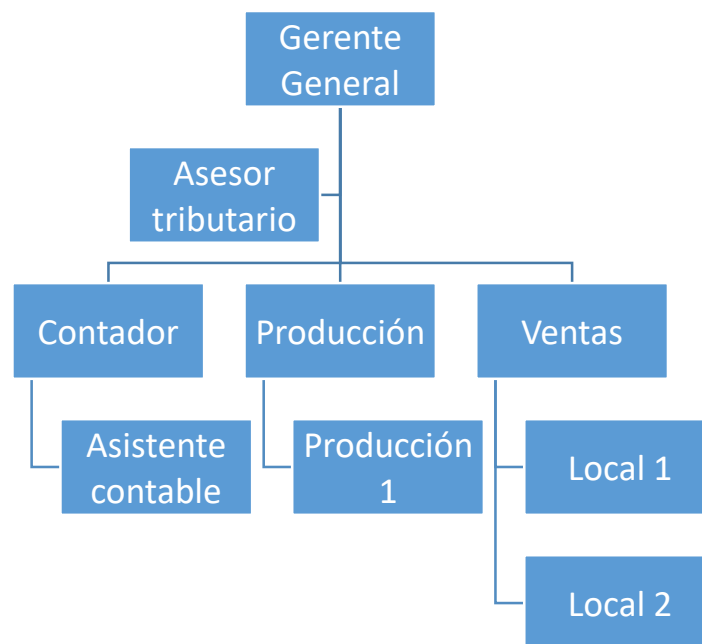 Gerente
General
Asesor
tributario
Contador
Producción
Ventas
Asistente
contable
Producción
1
Local 1
Local 2